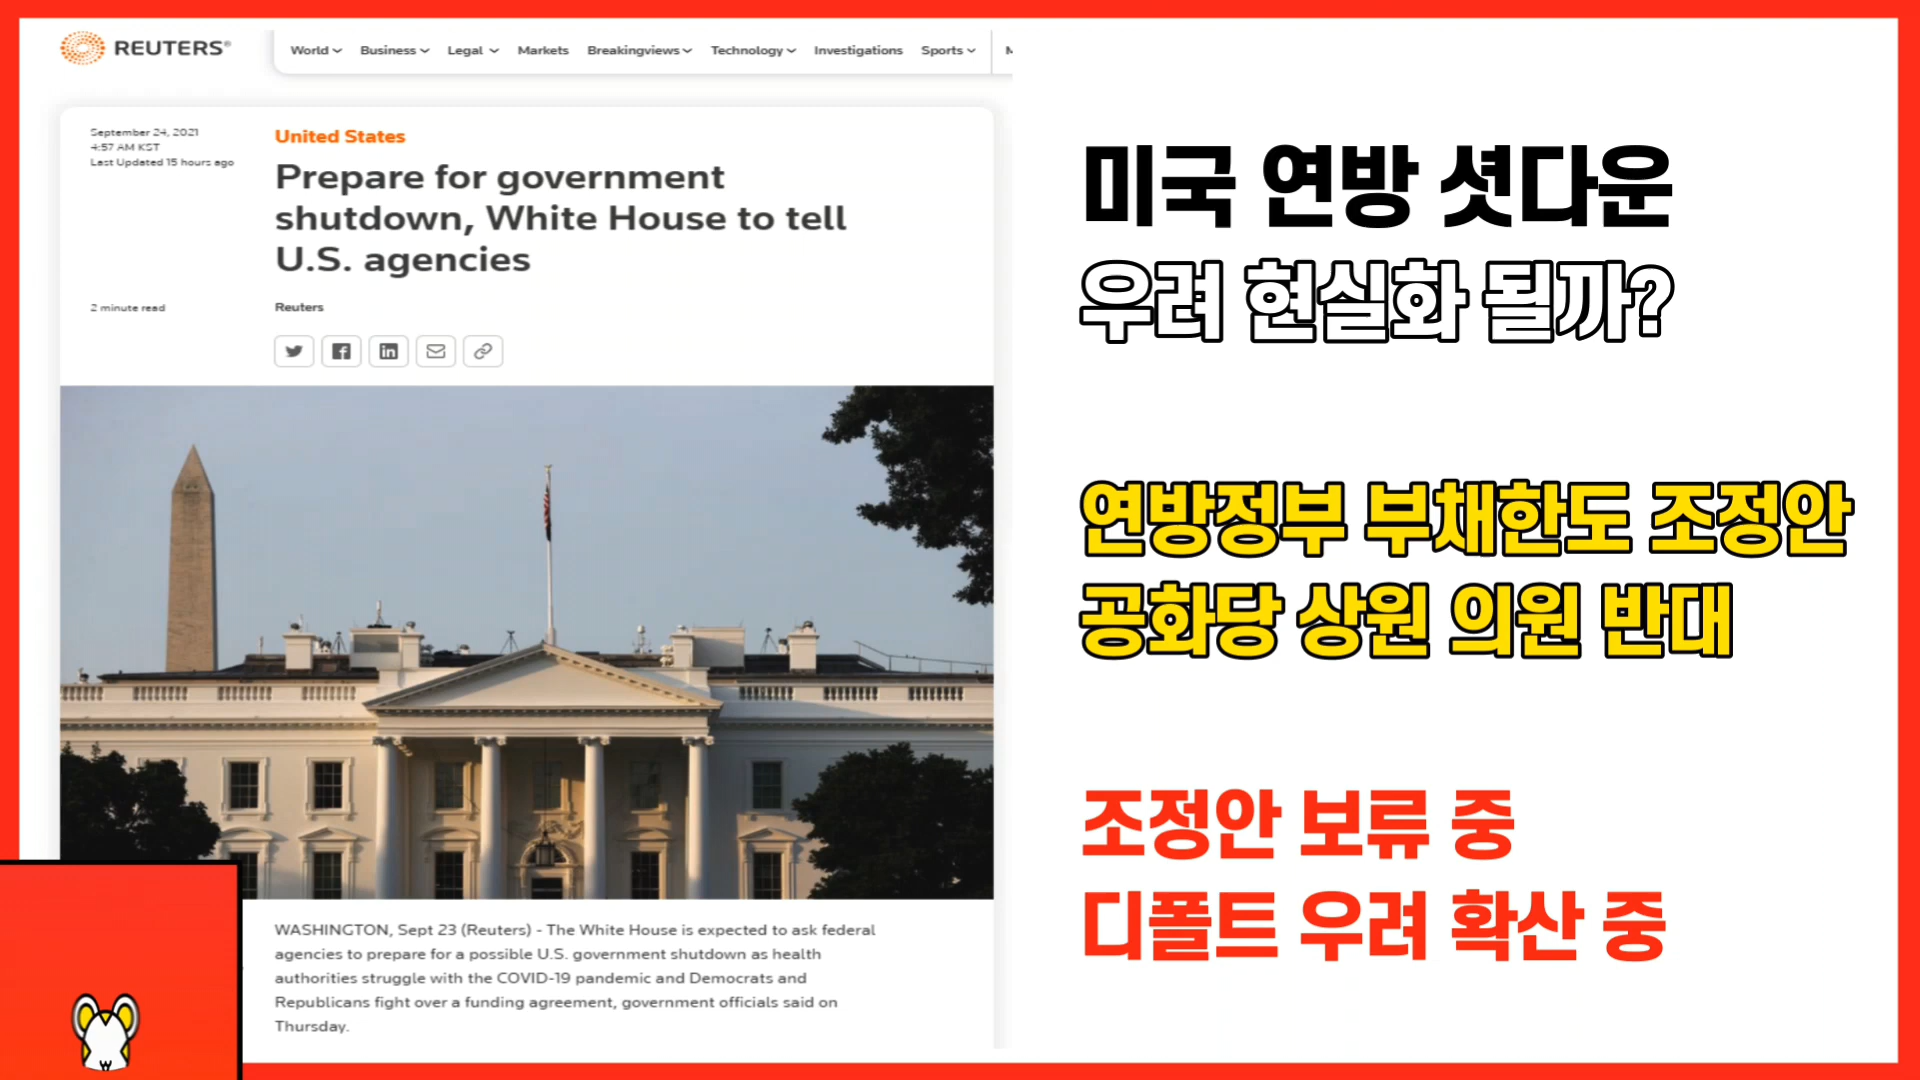 REUTERS®
World Business Legal Markets Breakingviews Technology Investigations Sports
September 24, 2021
4:57 AM KST
Last Updated 15 hours ago
United States
Prepare for government
shutdown, White House to tell
U.S. agencies
2 minute read
Reuters
WASHINGTON, Sept 23 (Reuters) - The White House is expected to ask federal
agencies to prepare for a possible U.S. government shutdown as health
authorities struggle with the COVID-19 pandemic and Democrats and
Republicans fight over a funding agreement, government officials said on
Thursday.
미국 연방 셧다운
우려 현실화 될까?
연방정부 부채한도 조정안
공화당 상원 의원 반대
조정안 보류 중
디폴트 우려 확산 중